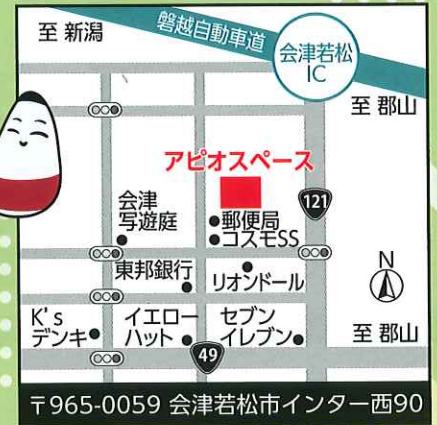 至 新潟
磐越自動車道
会津若松
IC
至 郡山
アピオスペース
121
会津
写遊庭
郵便局
コスモSS
東邦銀行
リオンドール
N
K's
デンキ
イエロー
ハット
セブン
イレブン
至 郡山
49
〒965-0059 会津若松市インター西90